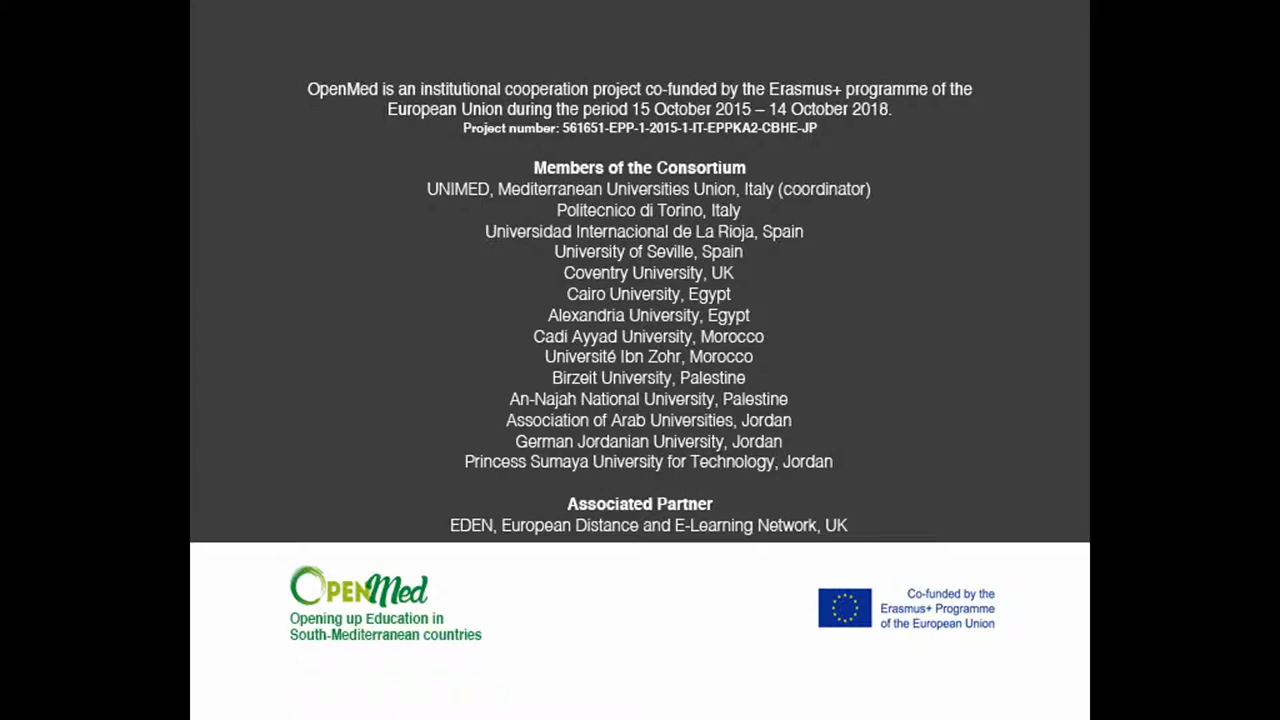 OpenMed is an institutional cooperation project co-funded by the Erasmus+ programme of the
European Union during the period 15 October 2015 – 14 October 2018.
Project number: 561651-EPP-1-2015-1-IT-EPPKA2-CBHE-JP
Members of the Consortium
UNIMED, Mediterranean Universities Union, Italy (coordinator)
Politecnico di Torino, Italy
Universidad Internacional de La Rioja, Spain
University of Seville, Spain
Coventry University, UK
Cairo University, Egypt
Alexandria University, Egypt
Cadi Ayyad University, Morocco
Université Ibn Zohr, Morocco
Birzeit University, Palestine
An-Najah National University, Palestine
Association of Arab Universities, Jordan
German Jordanian University, Jordan
Princess Sumaya University for Technology, Jordan
Associated Partner
EDEN, European Distance and E-Learning Network, UK
OPENMed
Opening up Education in
South-Mediterranean countries
Co-funded by the
Erasmus+ Programme
of the European Union